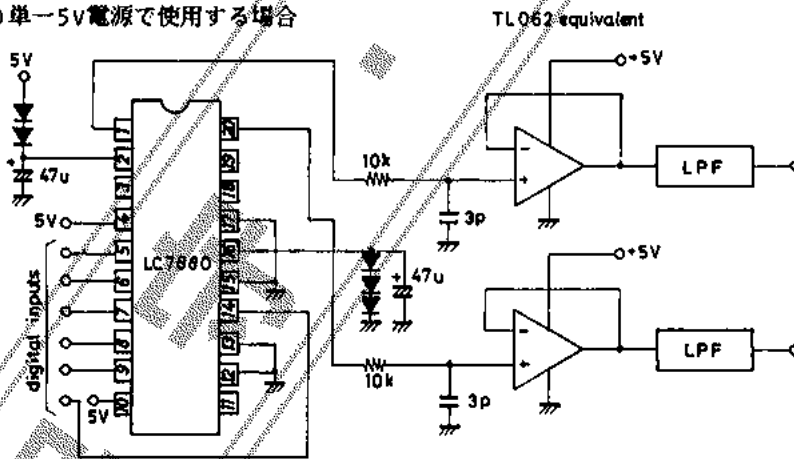 単一5V電源で使用する場合
TL062 equivalent
5V
+5V
1
20
2
19
3
18
4
17
5
16
6
15
7
14
8
13
9
12
10
11
LC7880
+
47u
5V
digital inputs
5V
10k
3p
-
+
LPF
+
47u
+5V
10k
3p
-
+
LPF